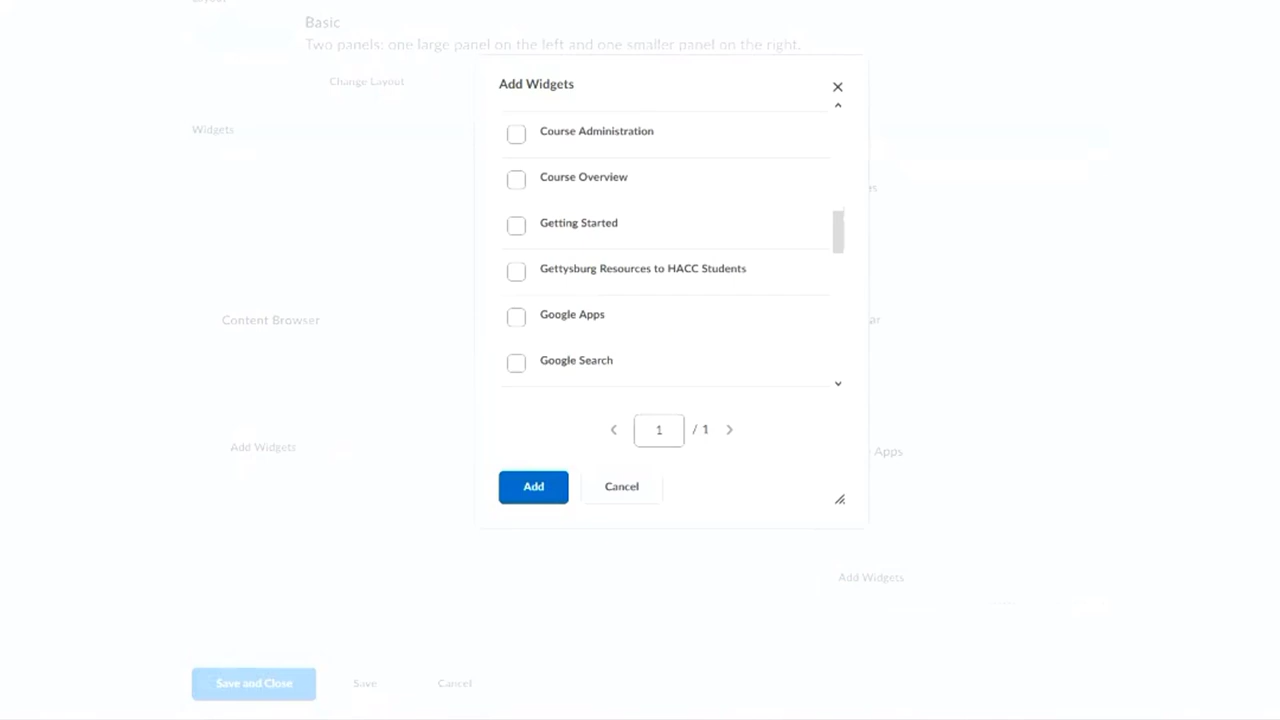 Basic
Two panels: one large panel on the left and one smaller panel on the right.
Change Layout
Widgets
Add Widgets
Course Administration
Course Overview
Getting Started
Gettysburg Resources to HACC Students
Google Apps
Google Search
1 / 1
Add Cancel
Content Browser
Add Widgets
Apps
Add Widgets
Save and Close Save Cancel